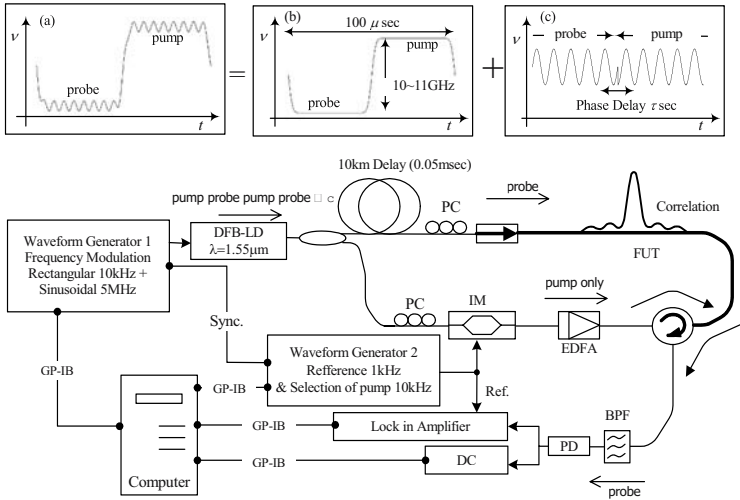 (a)
ν
pump
probe
t
=
(b)
100 μ sec
ν
pump
10~11GHz
probe
t
+
(c)
ν
probe
pump
Phase Delay τ sec
t
10km Delay (0.05msec)
pump probe pump probe □ c
probe
PC
Correlation
Waveform Generator 1
Frequency Modulation
Rectangular 10kHz +
Sinusoidal 5MHz
DFB-LD
λ=1.55μm
FUT
PC
IM
pump only
EDFA
Sync.
GP-IB
Waveform Generator 2
Refference 1kHz
& Selection of pump 10kHz
GP-IB
Ref.
Computer
GP-IB
Lock in Amplifier
BPF
PD
GP-IB
DC
probe